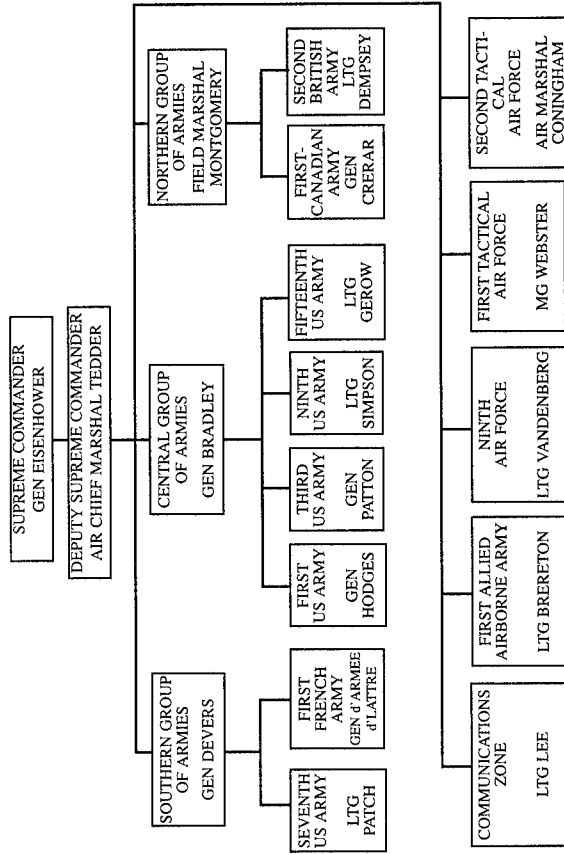 SUPREME COMMANDER
GEN EISENHOWER
DEPUTY SUPREME COMMANDER
AIR CHIEF MARSHAL TEDDER
SOUTHERN GROUP
OF ARMIES
GEN DEVERS
CENTRAL GROUP
OF ARMIES
GEN BRADLEY
NORTHERN GROUP
OF ARMIES
FIELD MARSHAL
MONTGOMERY
SEVENTH
US ARMY
LTG
PATCH
FIRST
FRENCH
ARMY
GEN d'ARMEE
d'LATTRE
FIRST
US ARMY
GEN
HODGES
THIRD
US ARMY
GEN
PATTON
NINTH
US ARMY
LTG
SIMPSON
FIFTEENTH
US ARMY
LTG
GEROW
FIRST-
CANADIAN
ARMY
GEN
CRERAR
SECOND
BRITISH
ARMY
LTG
DEMPSEY
COMMUNICATIONS
ZONE
LTG LEE
FIRST ALLIED
AIRBORNE ARMY
LTG BRERETON
NINTH
AIR FORCE
LTG VANDENBERG
FIRST TACTICAL
AIR FORCE
MG WEBSTER
SECOND TACTI-
CAL
AIR FORCE
AIR MARSHAL
CONINGHAM